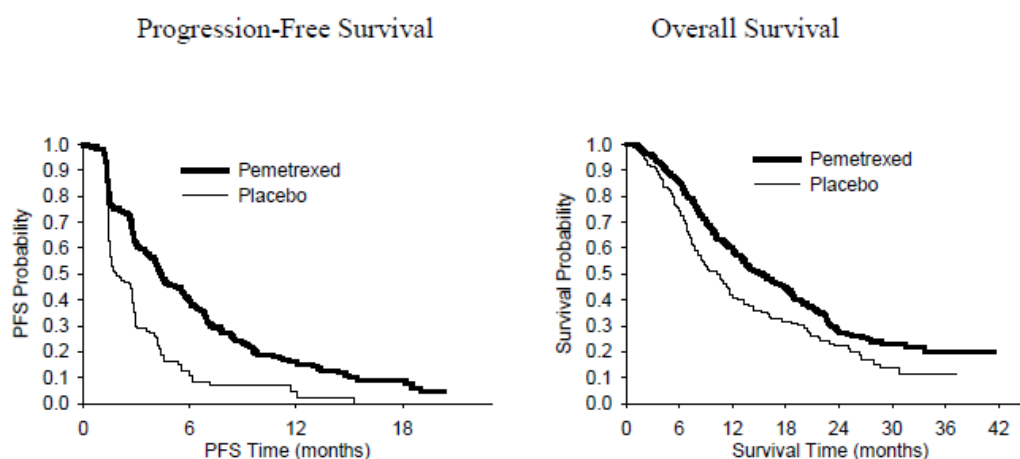 Progression-Free Survival
1.0
0.9
0.8
0.7
0.6
0.5
0.4
0.3
0.2
0.1
0.0
PFS Probability
Pemetrexed
Placebo
0 6 12 18
PFS Time (months)
Overall Survival
1.0
0.9
0.8
0.7
0.6
0.5
0.4
0.3
0.2
0.1
0.0
Survival Probability
Pemetrexed
Placebo
0 6 12 18 24 30 36 42
Survival Time (months)